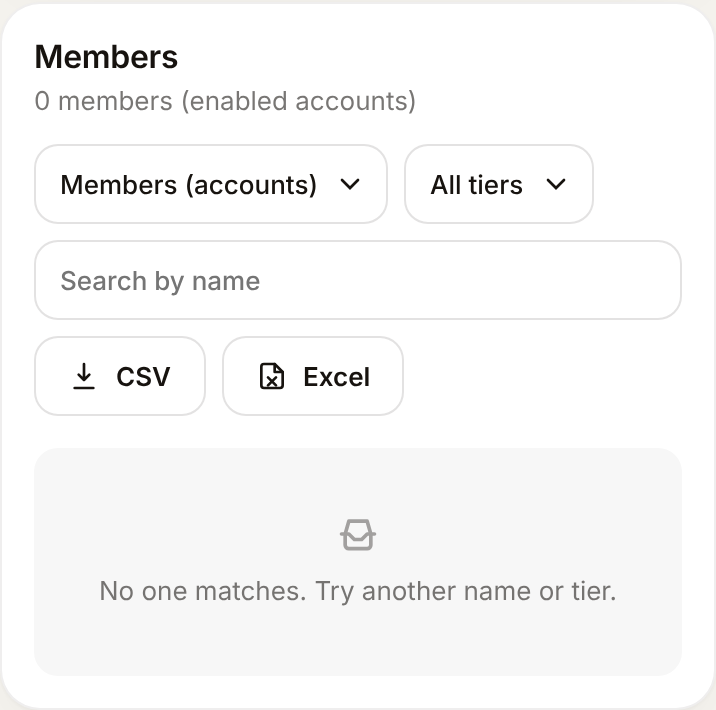 Members
0 members (enabled accounts)
Members (accounts)
All tiers
Search by name
CSV
Excel
No one matches. Try another name or tier.